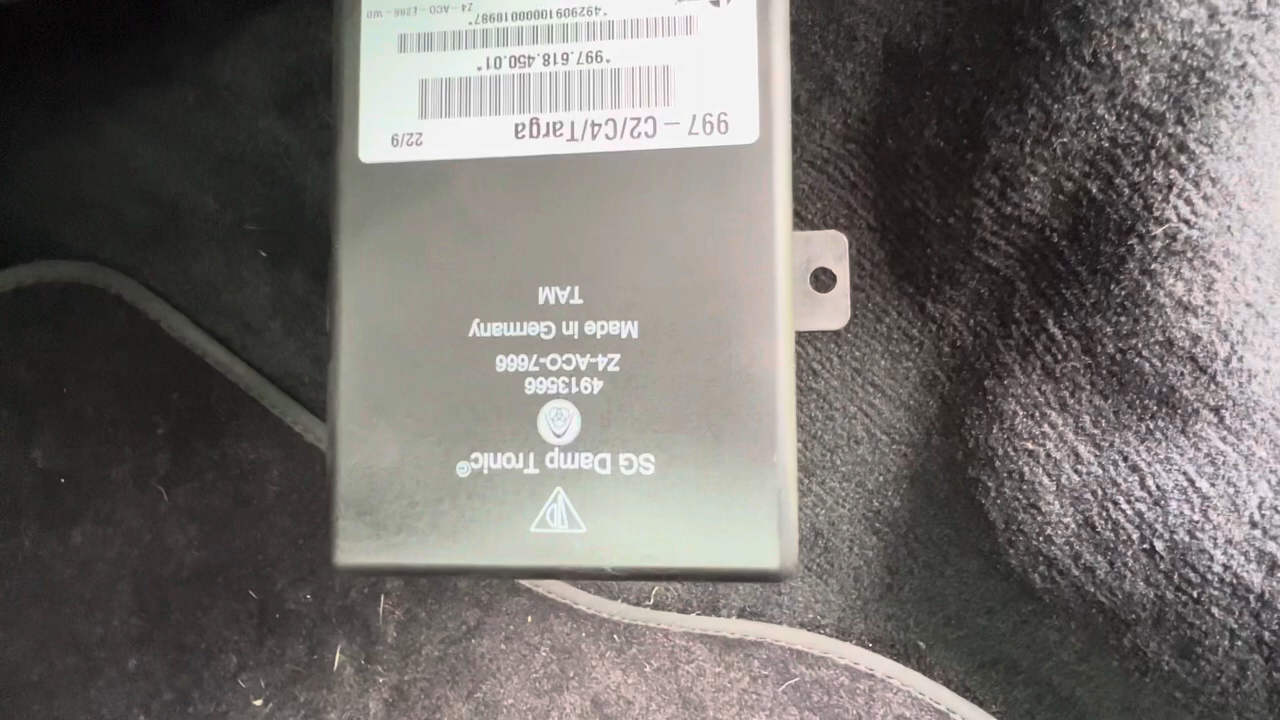 SG Damp Tronic©
4913566
Z4-ACO-7666
Made in Germany
TAM
997 – C2/C4/Targa 22/9
*997.618.450.01*
*4929091000018987*
Z4-ACO-E286-W0